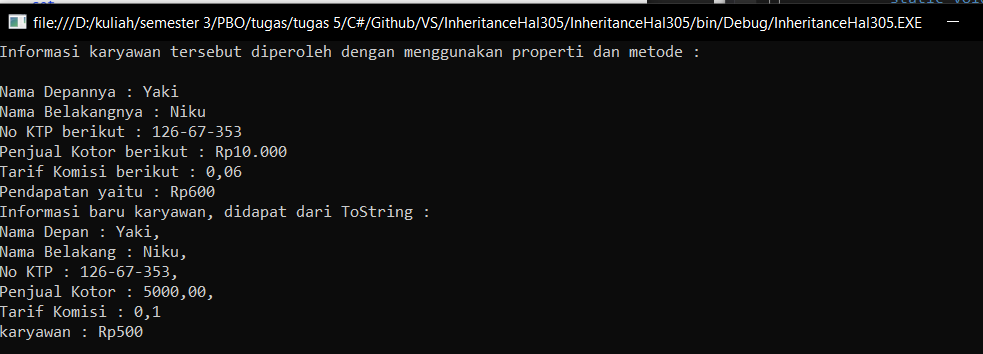 static void
set
file:///D:/kuliah/semester 3/PBO/tugas/tugas 5/C#/Github/VS/InheritanceHal305/InheritanceHal305/bin/Debug/InheritanceHal305.EXE
Informasi karyawan tersebut diperoleh dengan menggunakan properti dan metode :
Nama Depannya : Yaki
Nama Belakangnya : Niku
No KTP berikut : 126-67-353
Penjual Kotor berikut : Rp10.000
Tarif Komisi berikut : 0,06
Pendapatan yaitu : Rp600
Informasi baru karyawan, didapat dari ToString :
Nama Depan : Yaki,
Nama Belakang : Niku,
No KTP : 126-67-353,
Penjual Kotor : 5000,00,
Tarif Komisi : 0,1
karyawan : Rp500